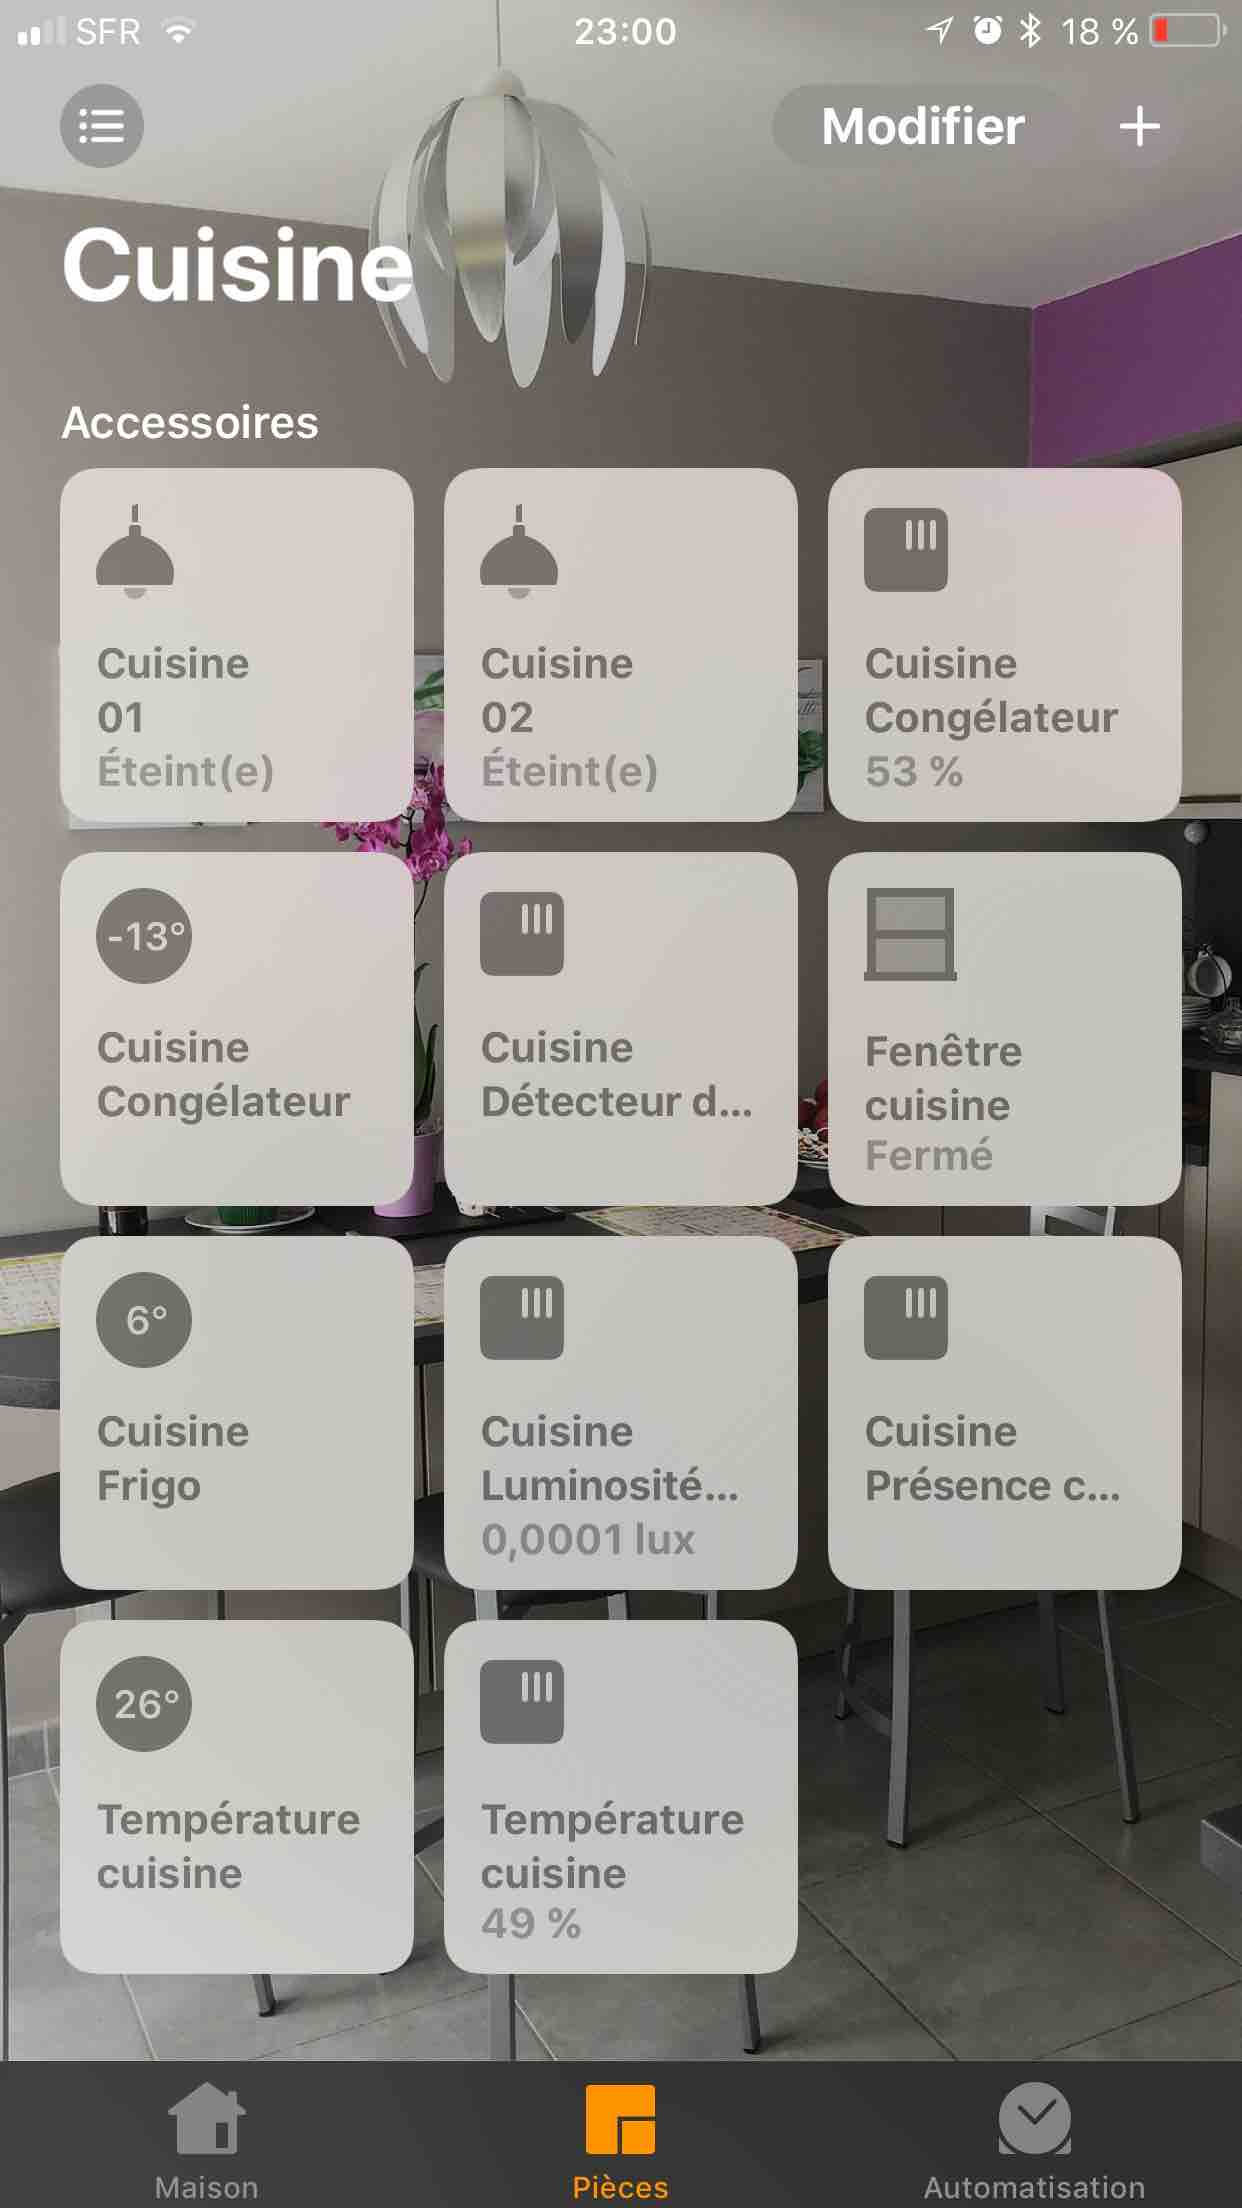 SFR 23:00 18 %
Modifier +
Cuisine
Accessoires
Cuisine
01
Éteint(e)
Cuisine
02
Éteint(e)
Cuisine
Congélateur
53 %
-13°
Cuisine
Congélateur
Cuisine
Détecteur d...
Fenêtre
cuisine
Fermé
6°
Cuisine
Frigo
Cuisine
Luminosité...
0,0001 lux
Cuisine
Présence c...
26°
Température
cuisine
Température
cuisine
49 %
Maison
Pièces
Automatisation